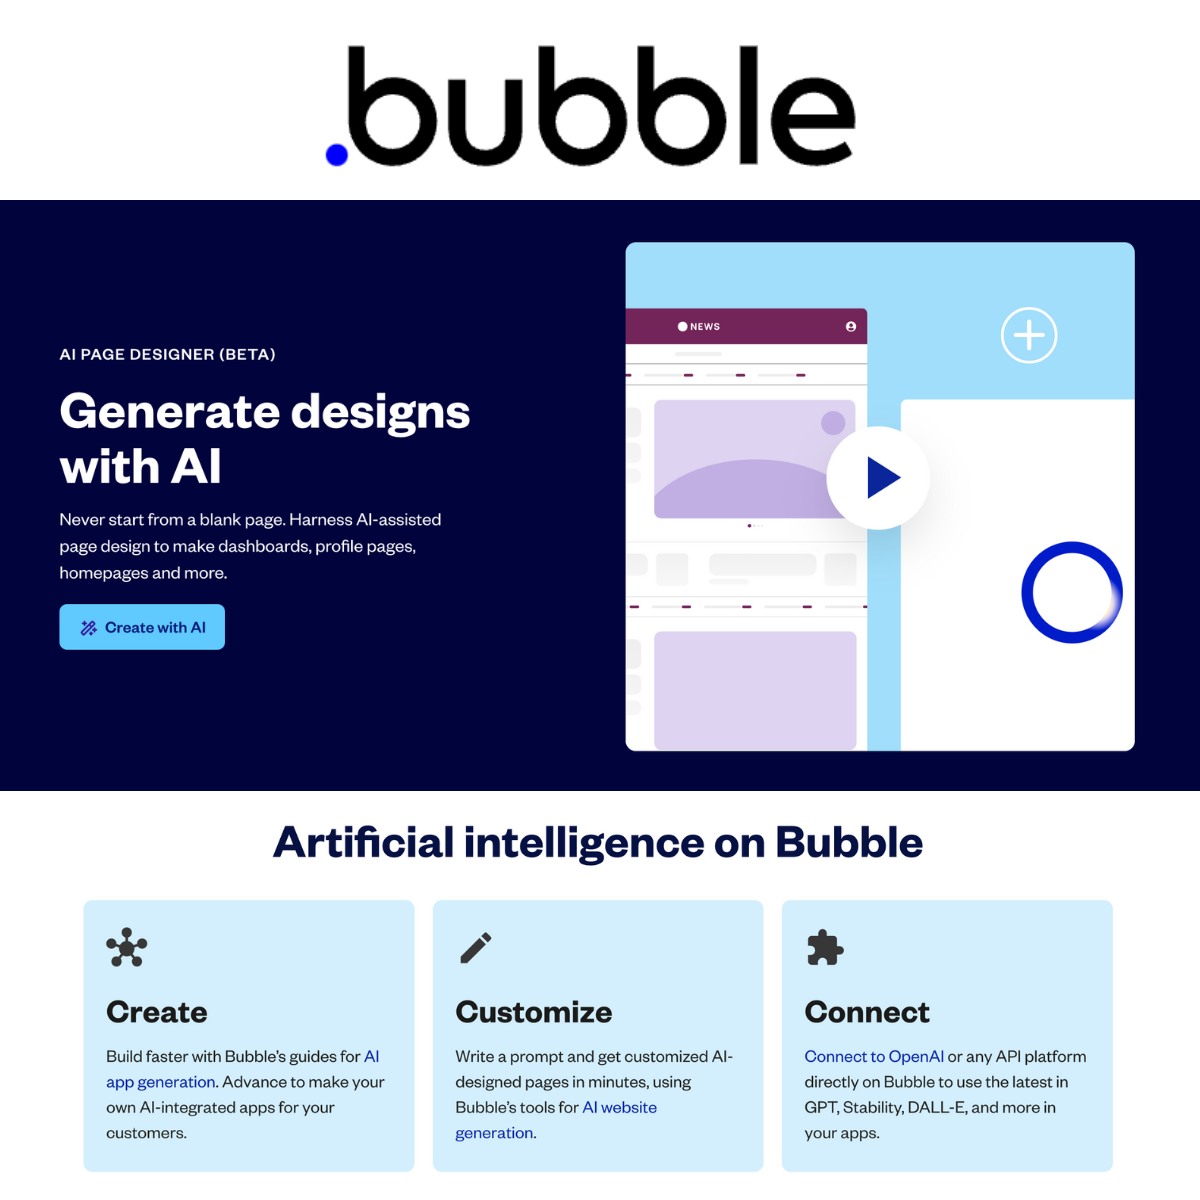 .bubble
AI PAGE DESIGNER (BETA)
Generate designs
with AI
Never start from a blank page. Harness AI-assisted
page design to make dashboards, profile pages,
homepages and more.
Create with AI
NEWS
Artificial intelligence on Bubble
Create
Build faster with Bubble’s guides for AI
app generation. Advance to make your
own AI-integrated apps for your
customers.
Customize
Write a prompt and get customized AI-
designed pages in minutes, using
Bubble’s tools for AI website
generation.
Connect
Connect to OpenAI or any API platform
directly on Bubble to use the latest in
GPT, Stability, DALL-E, and more in
your apps.